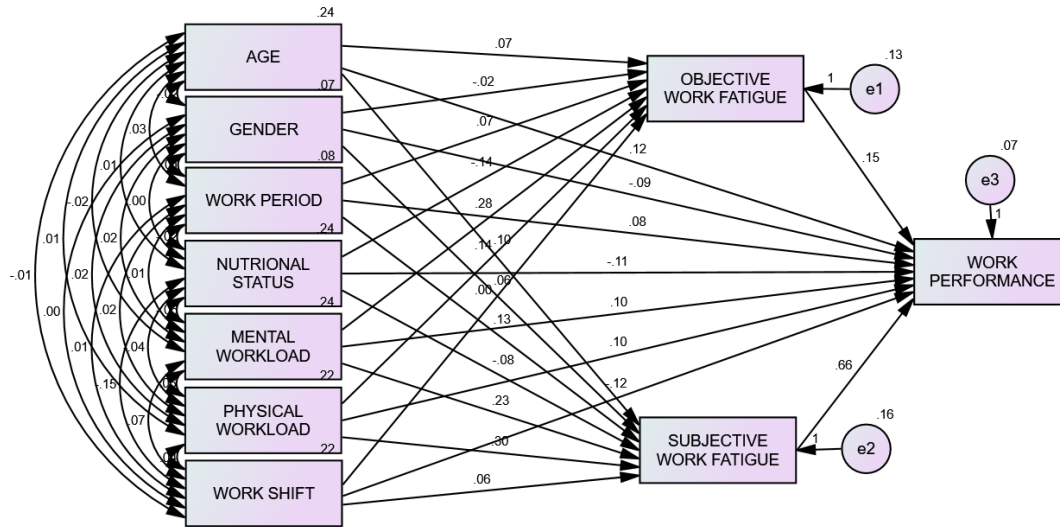 .24
AGE
.07
GENDER
.08
WORK PERIOD
.24
NUTRIONAL
STATUS
.24
MENTAL
WORKLOAD
.22
PHYSICAL
WORKLOAD
.22
WORK SHIFT
.03
.01
.00
-.02
.01
.02
-.01
.02
.01
.00
.02
.04
.01
-.15
.07
.07
-.02
.07
.12
-.14
-.09
.28
.08
.14
.10
-.11
.06
.00
.10
.13
-.08
.10
-.12
.23
.30
.06
OBJECTIVE
WORK FATIGUE
1
e1
.13
.15
.07
e3
1
WORK
PERFORMANCE
.66
SUBJECTIVE
WORK FATIGUE
1
e2
.16